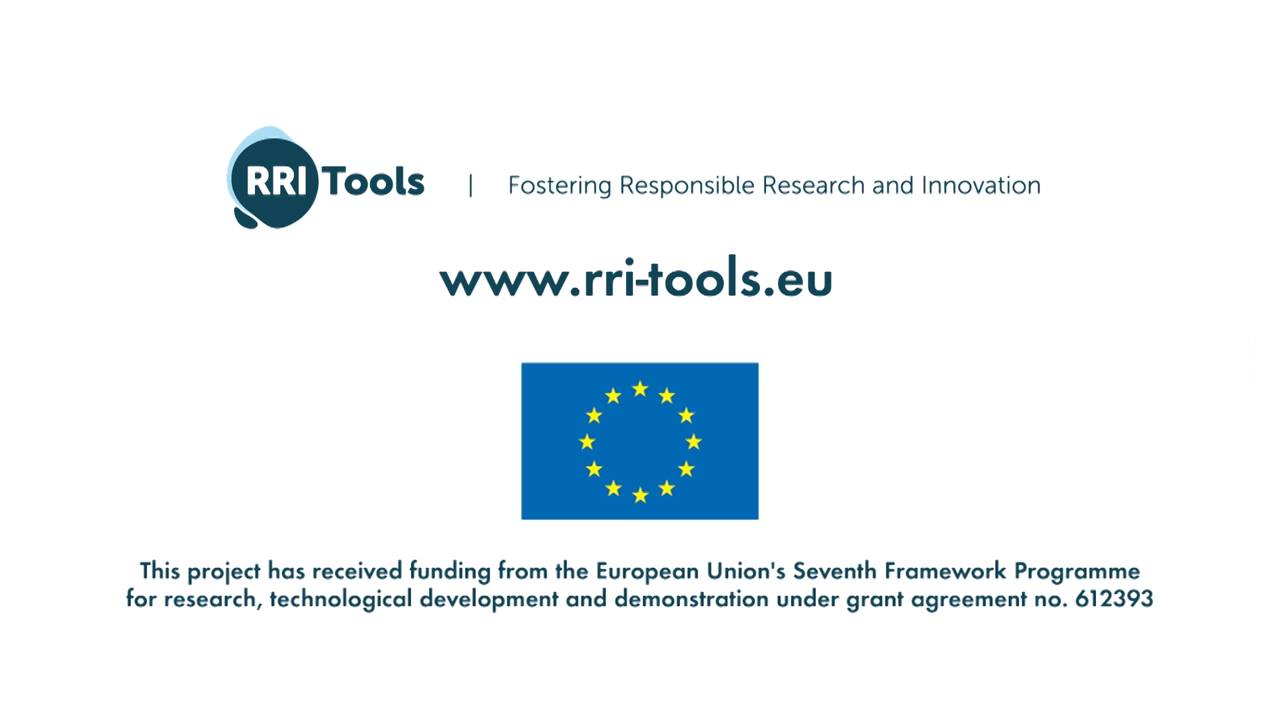 RRI Tools | Fostering Responsible Research and Innovation
www.rri-tools.eu
This project has received funding from the European Union's Seventh Framework Programme
for research, technological development and demonstration under grant agreement no. 612393